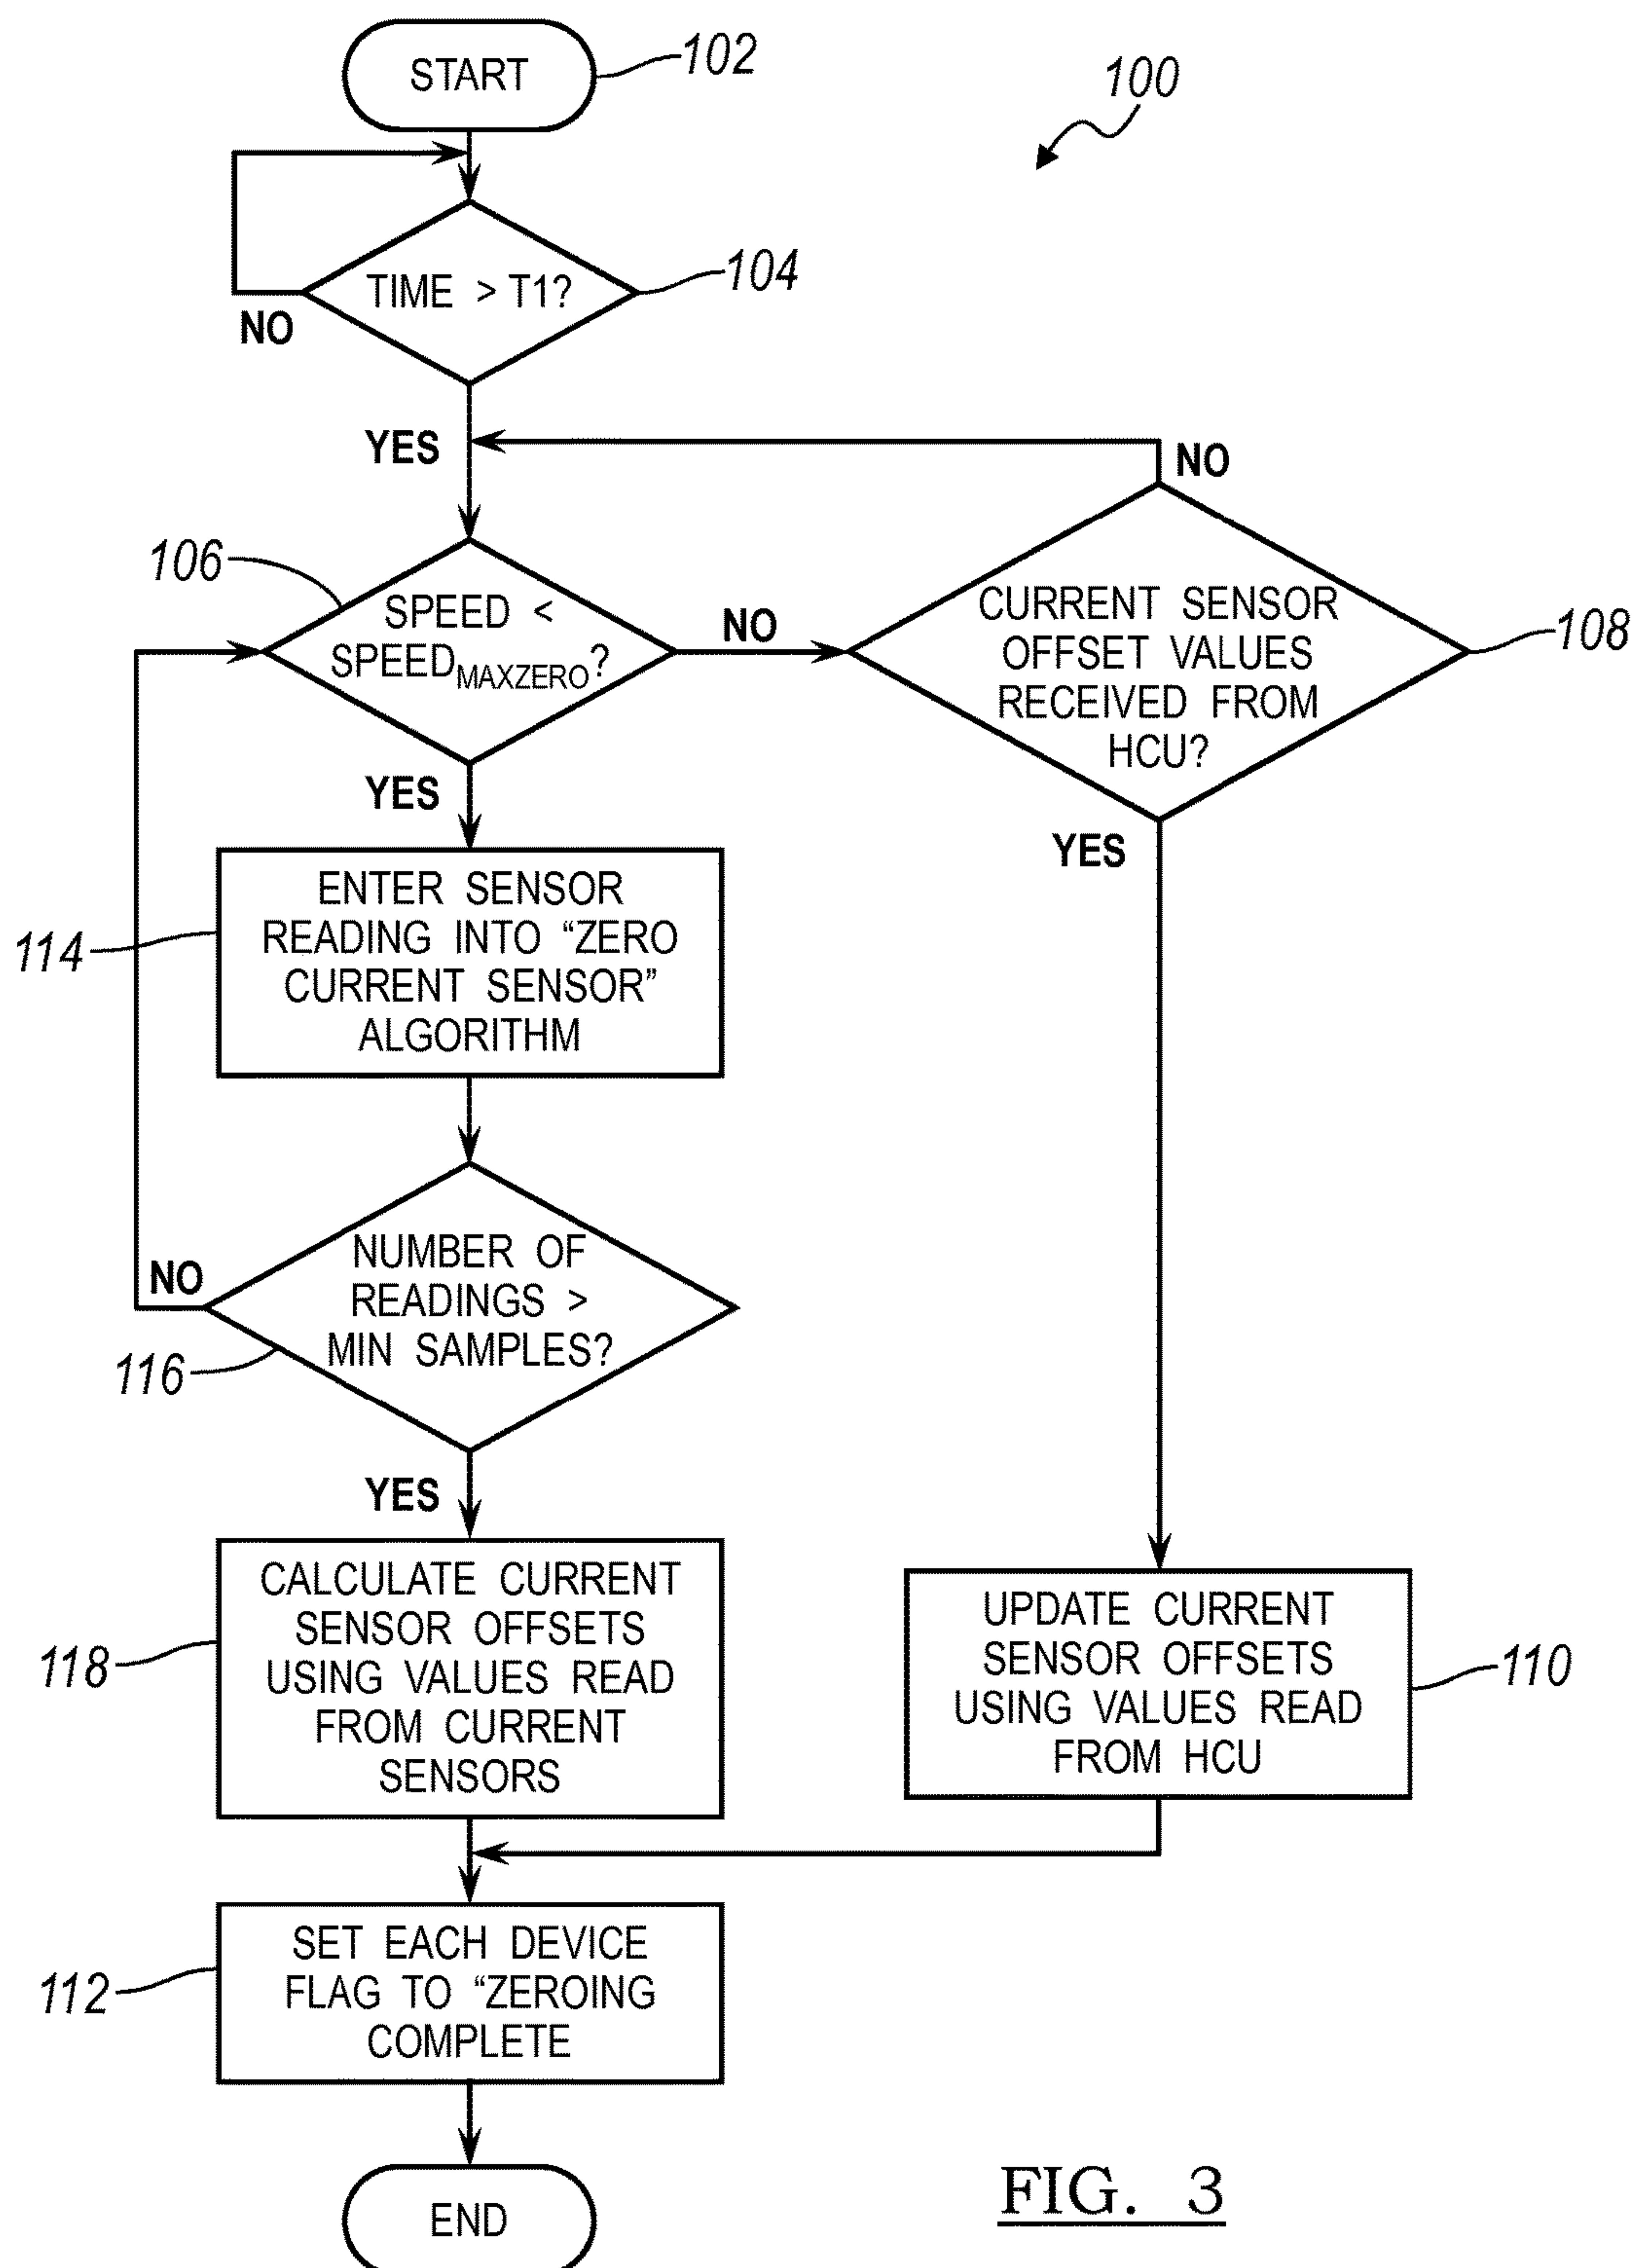 START
102
100
TIME > T1?
104
NO
YES
NO
106
SPEED <
SPEEDMAXZERO?
NO
CURRENT SENSOR
OFFSET VALUES
RECEIVED FROM
HCU?
108
YES
YES
ENTER SENSOR
READING INTO “ZERO
CURRENT SENSOR”
ALGORITHM
114
NUMBER OF
READINGS >
MIN SAMPLES?
NO
116
YES
CALCULATE CURRENT
SENSOR OFFSETS
USING VALUES READ
FROM CURRENT
SENSORS
118
UPDATE CURRENT
SENSOR OFFSETS
USING VALUES READ
FROM HCU
110
SET EACH DEVICE
FLAG TO “ZEROING
COMPLETE
112
END
FIG. 3